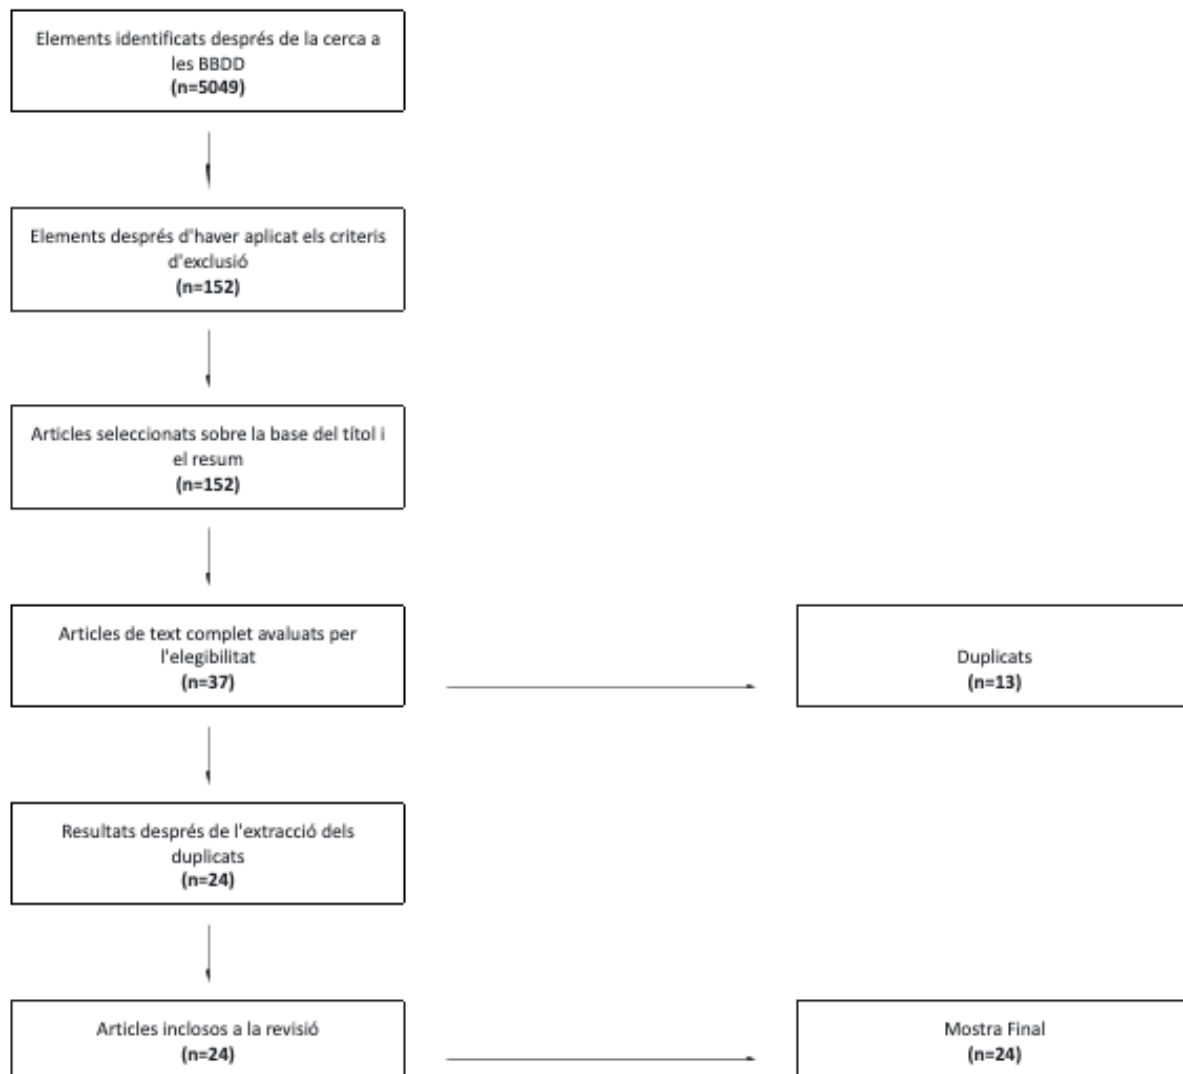 Elements identificats després de la cerca a
les BBDD
(n=5049)
Elements després d'haver aplicat els criteris
d'exclusió
(n=152)
Articles seleccionats sobre la base del títol i
el resum
(n=152)
Articles de text complet avaluats per
l'elegibilitat
(n=37)
Duplicats
(n=13)
Resultats després de l'extracció dels
duplicats
(n=24)
Articles inclosos a la revisió
(n=24)
Mostra Final
(n=24)